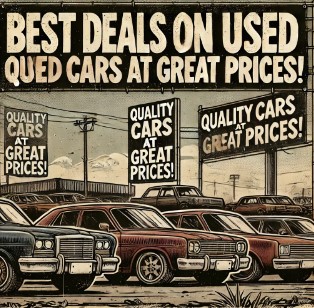 BEST DEALS ON USED
QUED CARS AT GREAT PRICES!
QUALITY
CARS
AT
GREAT
PRICES!
QUALITY
CARS
AT
GREAT
PRICES!
QUALITY CARS
AT
GREAT PRICES!